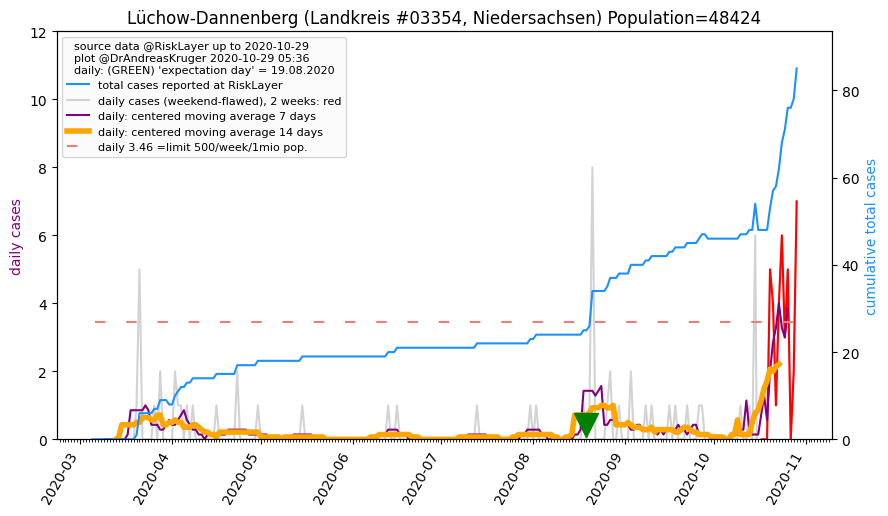 Lüchow-Dannenberg (Landkreis #03354, Niedersachsen) Population=48424
source data @RiskLayer up to 2020-10-29
plot @DrAndreasKruger 2020-10-29 05:36
daily: (GREEN) 'expectation day' = 19.08.2020
total cases reported at RiskLayer
daily cases (weekend-flawed), 2 weeks: red
daily: centered moving average 7 days
daily: centered moving average 14 days
daily 3.46 =limit 500/week/1mio pop.
daily cases
12
10
8
6
4
2
0
cumulative total cases
80
60
40
20
0
2020-03
2020-04
2020-05
2020-06
2020-07
2020-08
2020-09
2020-10
2020-11